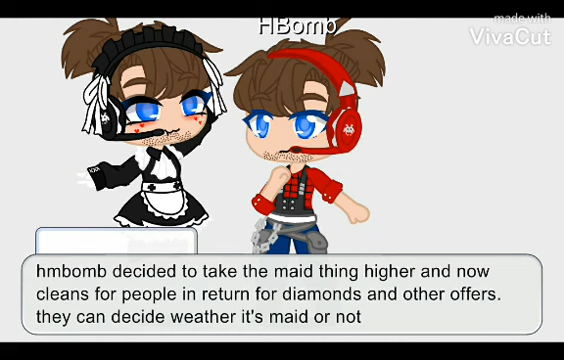 HBomb
made with
VivaCut
hmbomb decided to take the maid thing higher and now
cleans for people in return for diamonds and other offers.
they can decide weather it's maid or not